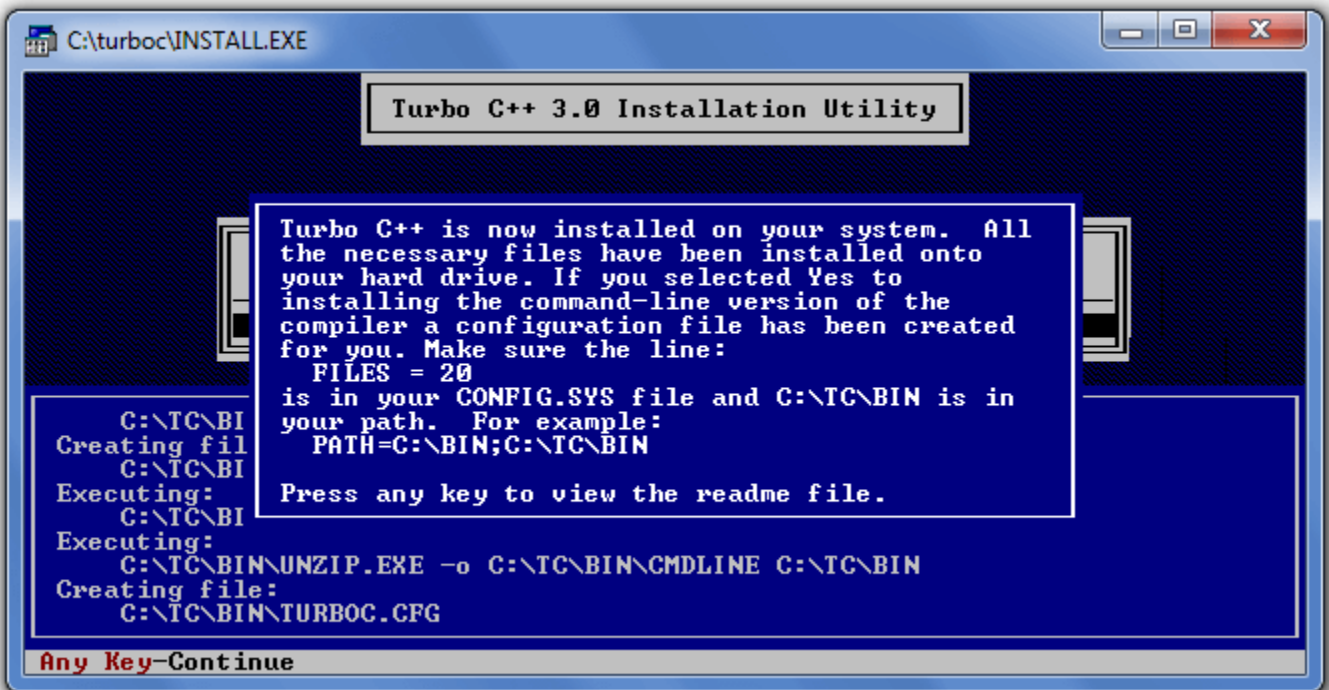 C:\turboc\INSTALL.EXE
Turbo C++ 3.0 Installation Utility
Turbo C++ is now installed on your system.  All
the necessary files have been installed onto
your hard drive. If you selected Yes to
installing the command-line version of the
compiler a configuration file has been created
for you. Make sure the line:
FILES = 20
is in your CONFIG.SYS file and C:\TC\BIN is in
your path.  For example:
PATH=C:\BIN;C:\TC\BIN
Press any key to view the readme file.
C:\TC\BI
Creating fil
C:\TC\BI
Executing:
C:\TC\BI
Executing:
C:\TC\BIN\UNZIP.EXE -o C:\TC\BIN\CMDLINE C:\TC\BIN
Creating file:
C:\TC\BIN\TURBOC.CFG
Any Key-Continue